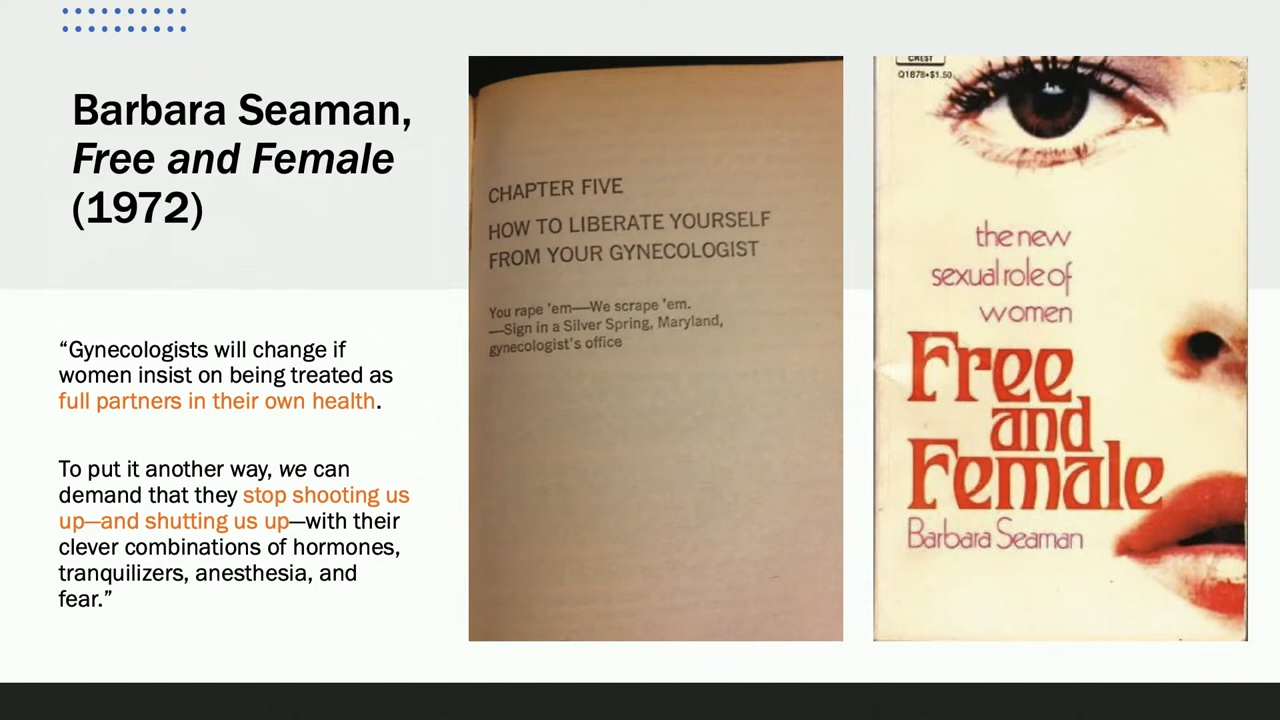 Barbara Seaman,
Free and Female
(1972)
“Gynecologists will change if
women insist on being treated as
full partners in their own health.
To put it another way, we can
demand that they stop shooting us
up—and shutting us up—with their
clever combinations of hormones,
tranquilizers, anesthesia, and
fear.”
CHAPTER FIVE
HOW TO LIBERATE YOURSELF
FROM YOUR GYNECOLOGIST
You rape 'em—We scrape 'em.
—Sign in a Silver Spring, Maryland,
gynecologist's office
CREST
Q1878•$1.50
the new
sexual role of
women
Free
and
Female
Barbara Seaman